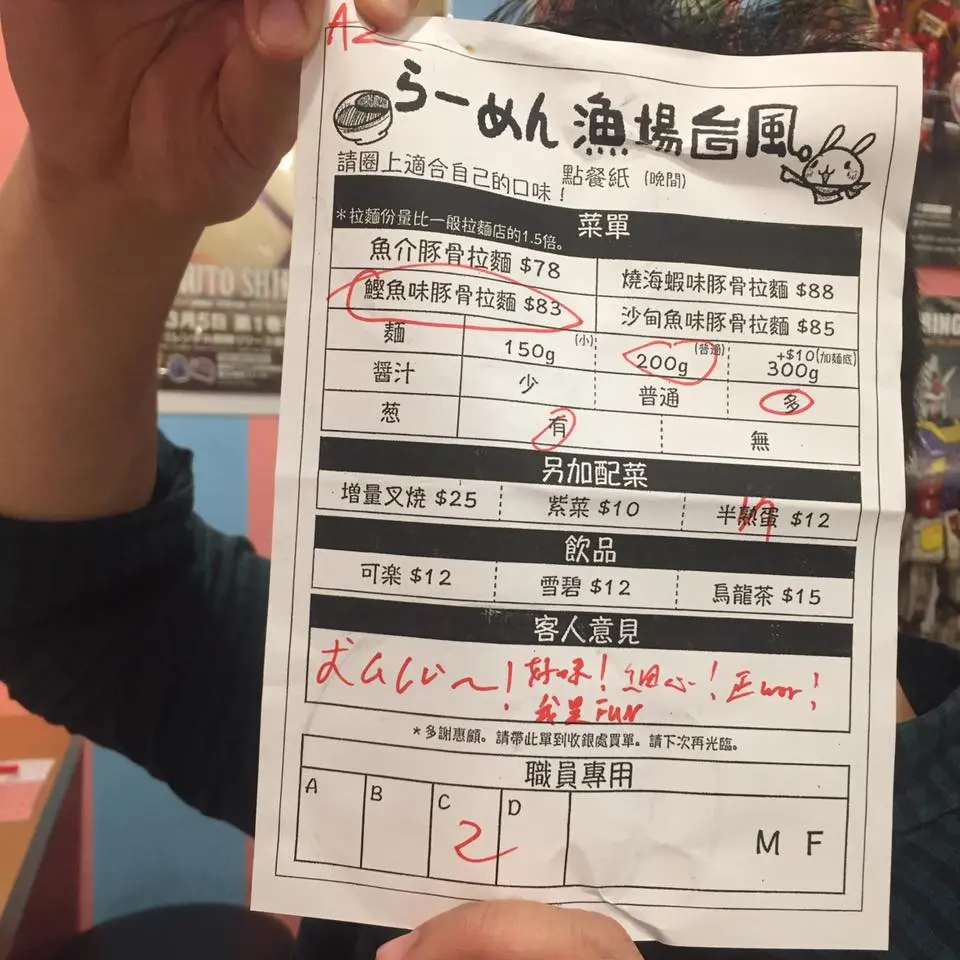 A2
らーめん 漁場台風。
請圈上適合自己的口味！ 點餐紙 (晚間)
*拉麵份量比一般拉麵店的1.5倍。 菜單
魚介豚骨拉麵 $78 燒海蝦味豚骨拉麵 $88
鰹魚味豚骨拉麵 $83 沙甸魚味豚骨拉麵 $85
麵 150g (小) 200g (普通) +$10(加麵底) 300g
醤汁 少 普通 多
葱 有 無
另加配菜
增量叉燒 $25 紫菜 $10 半熟蛋 $12
飲品
可楽 $12 雪碧 $12 烏龍茶 $15
客人意見
好味！細心！正wor！
我是Fun
*多謝惠顧。請帶此單到收銀處買單。請下次再光臨。
職員專用
A B C D
2 M F